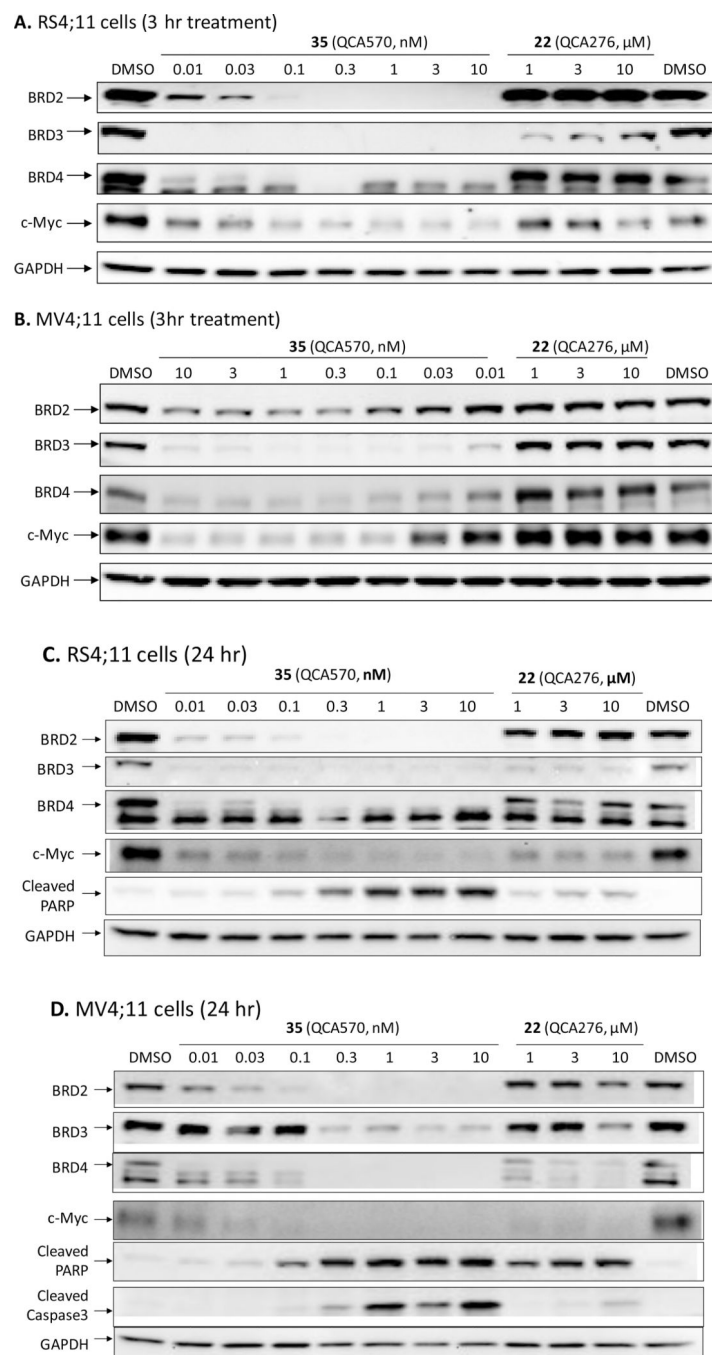 A. RS4;11 cells (3 hr treatment)
35 (QCA570, nM) 22 (QCA276, μM)
DMSO 0.01 0.03 0.1 0.3 1 3 10 1 3 10 DMSO
BRD2
BRD3
BRD4
c-Myc
GAPDH
B. MV4;11 cells (3hr treatment)
35 (QCA570, nM) 22 (QCA276, μM)
DMSO 10 3 1 0.3 0.1 0.03 0.01 1 3 10 DMSO
BRD2
BRD3
BRD4
c-Myc
GAPDH
C. RS4;11 cells (24 hr)
35 (QCA570, nM) 22 (QCA276, μM)
DMSO 0.01 0.03 0.1 0.3 1 3 10 1 3 10 DMSO
BRD2
BRD3
BRD4
c-Myc
Cleaved
PARP
GAPDH
D. MV4;11 cells (24 hr)
35 (QCA570, nM) 22 (QCA276, μM)
DMSO 0.01 0.03 0.1 0.3 1 3 10 1 3 10 DMSO
BRD2
BRD3
BRD4
c-Myc
Cleaved
PARP
Cleaved
Caspase3
GAPDH